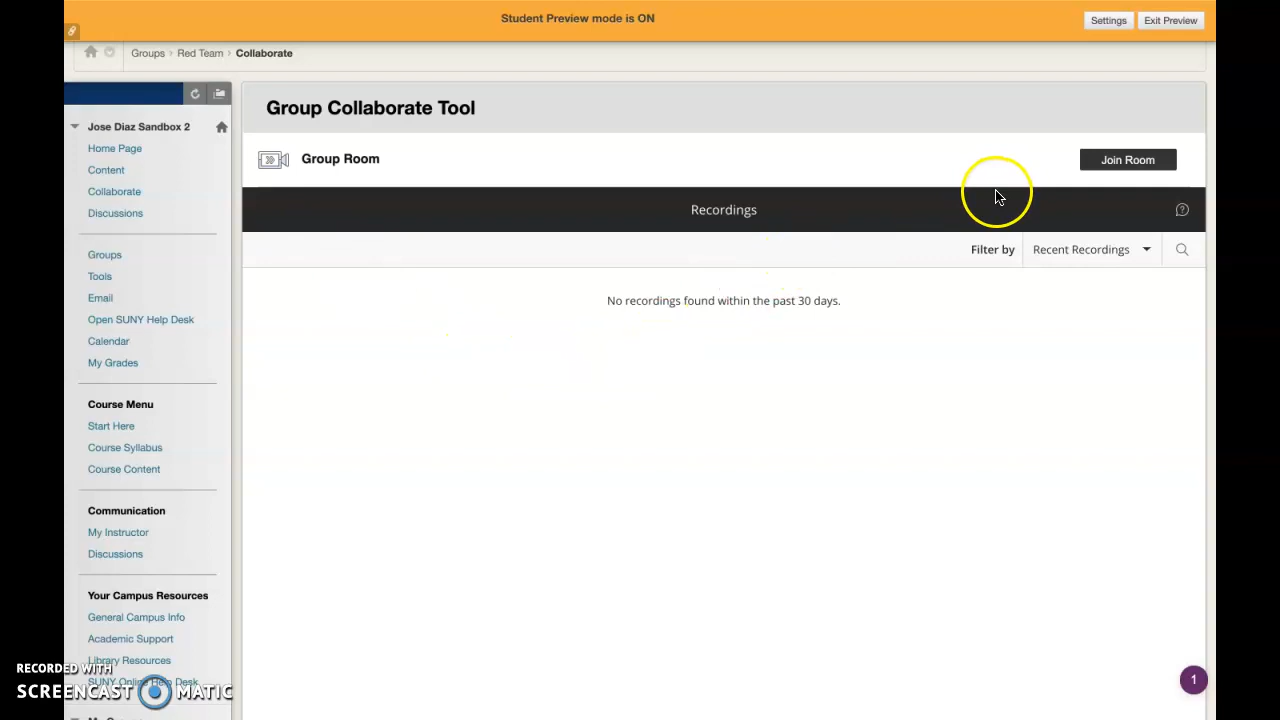 Student Preview mode is ON
Settings
Exit Preview
Groups > Red Team > Collaborate
Jose Diaz Sandbox 2
Home Page
Content
Collaborate
Discussions
Groups
Tools
Email
Open SUNY Help Desk
Calendar
My Grades
Course Menu
Start Here
Course Syllabus
Course Content
Communication
My Instructor
Discussions
Your Campus Resources
General Campus Info
Academic Support
Library Resources
SUNY Online Help Desk
Group Collaborate Tool
Group Room
Join Room
Recordings
Filter by
Recent Recordings
No recordings found within the past 30 days.
1
RECORDED WITH
SCREENCAST MATIC